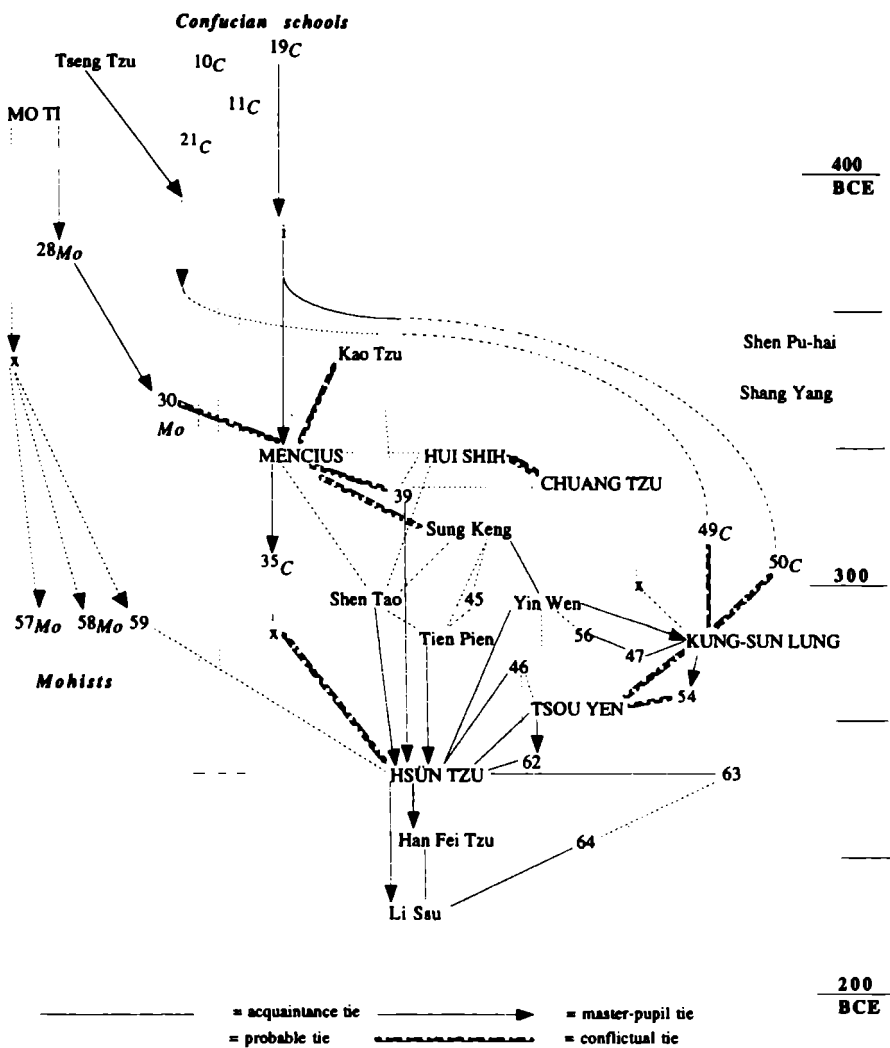 Confucian schools
Tseng Tzu
10C
19C
11C
MO TI
21C
400
BCE
28Mo
i
x
Kao Tzu
Shen Pu-hai
Shang Yang
30
Mo
MENCIUS
HUI SHIH
CHUANG TZU
39
Sung Keng
49C
35C
50C
300
Shen Tao
45
Yin Wen
x
57Mo
58Mo
59
Tien Pien
56
47
KUNG-SUN LUNG
x
Mohists
46
54
TSOU YEN
62
HSÜN TZU
63
Han Fei Tzu
64
Li Ssu
200
BCE
= acquaintance tie
= master-pupil tie
= probable tie
= conflictual tie